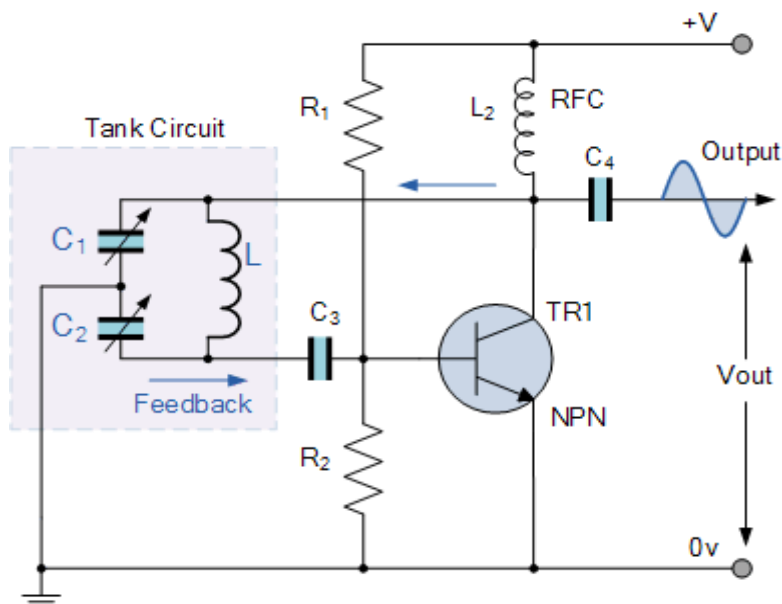 +V
R1
L2
RFC
Tank Circuit
C4
Output
C1
L
C2
C3
TR1
Vout
Feedback
NPN
R2
0v